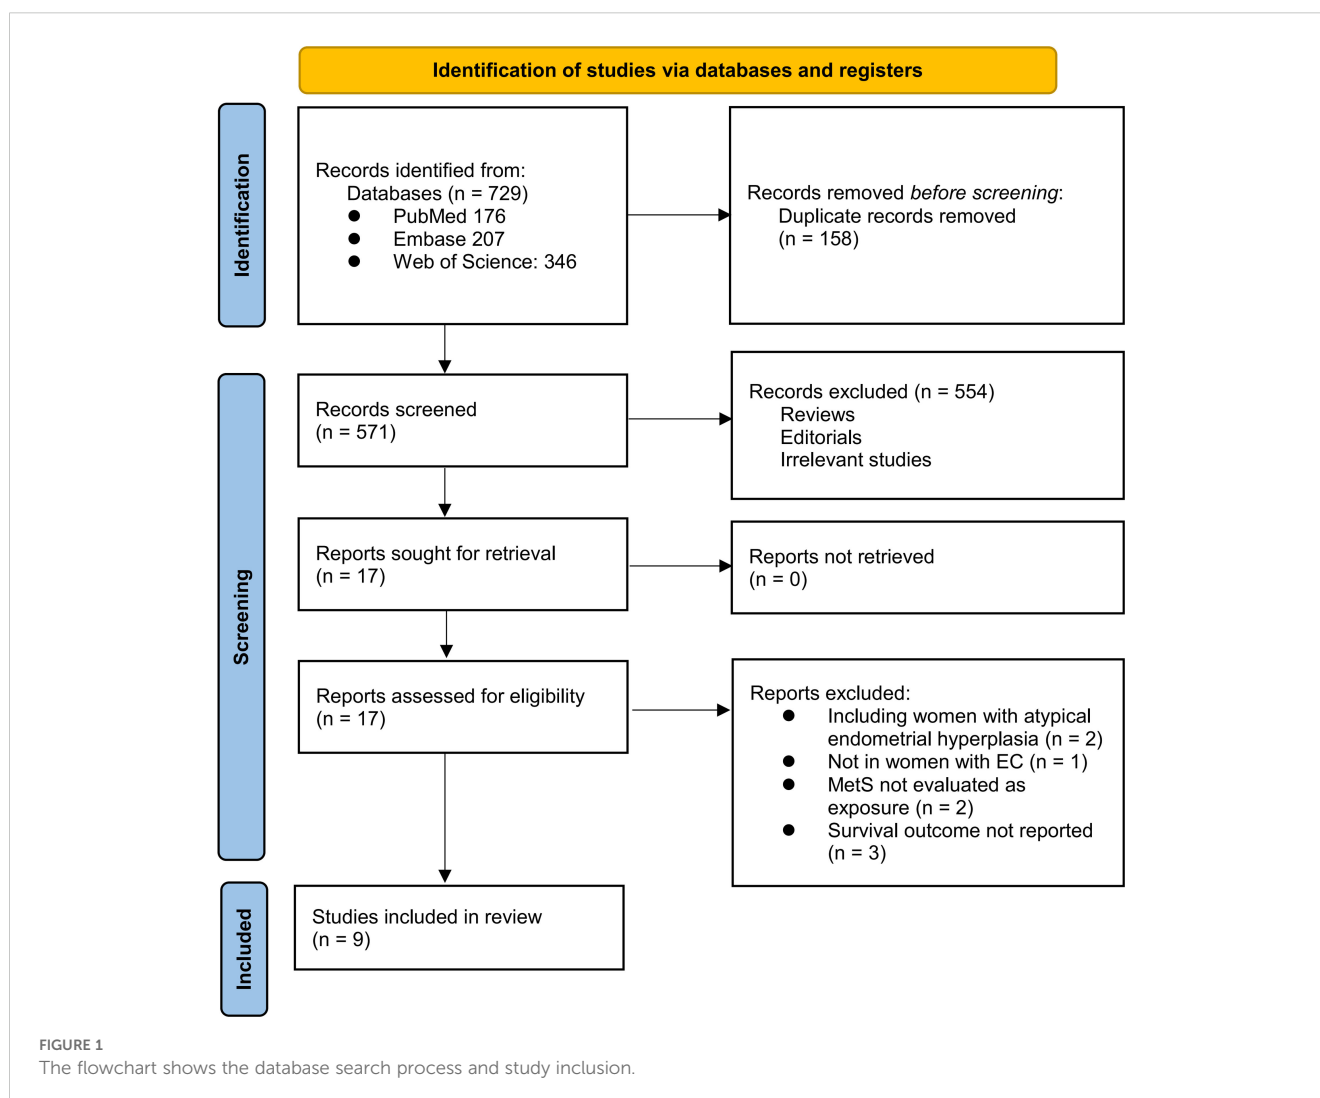 Identification of studies via databases and registers
Identification
Records identified from:
Databases (n = 729)
● PubMed 176
● Embase 207
● Web of Science: 346
Records removed before screening:
Duplicate records removed
(n = 158)
Screening
Records screened
(n = 571)
Records excluded (n = 554)
Reviews
Editorials
Irrelevant studies
Reports sought for retrieval
(n = 17)
Reports not retrieved
(n = 0)
Reports assessed for eligibility
(n = 17)
Reports excluded:
● Including women with atypical
endometrial hyperplasia (n = 2)
● Not in women with EC (n = 1)
● MetS not evaluated as
exposure (n = 2)
● Survival outcome not reported
(n = 3)
Included
Studies included in review
(n = 9)
FIGURE 1
The flowchart shows the database search process and study inclusion.